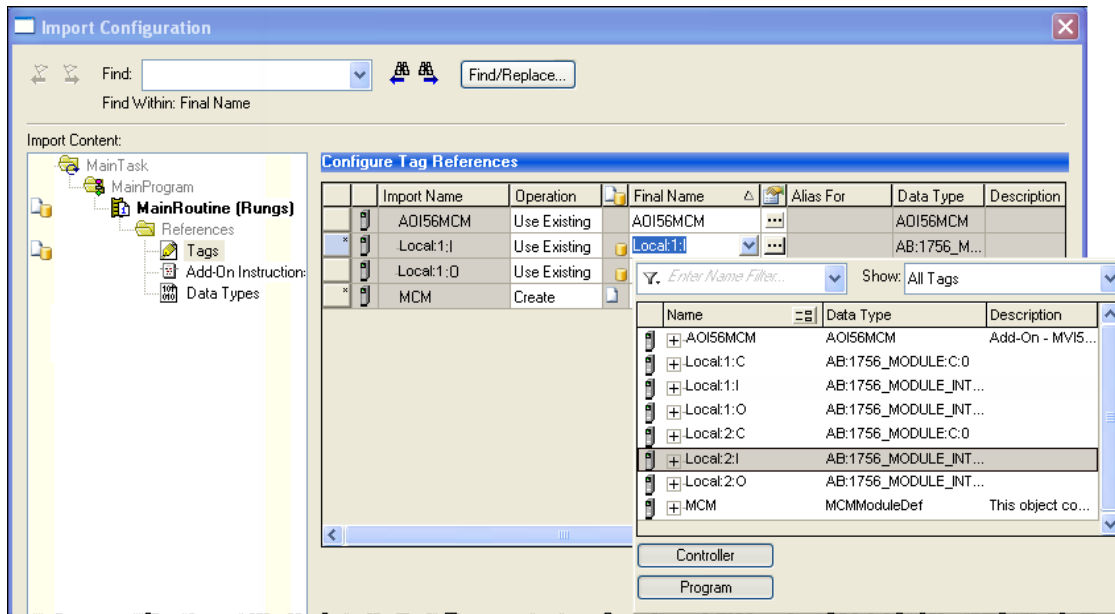 Import Configuration
Find:
Find/Replace...
Find Within: Final Name
Import Content:
MainTask
MainProgram
MainRoutine (Rungs)
References
Tags
Add-On Instruction:
Data Types
Configure Tag References
Import Name Operation Final Name Alias For Data Type Description
AOI56MCM Use Existing AOI56MCM ... AOI56MCM
Local:1:I Use Existing Local:1:I ... AB:1756_M...
Local:1:O Use Existing
MCM Create
Enter Name Filter... Show: All Tags
Name Data Type Description
AOI56MCM AOI56MCM Add-On - MVI5...
Local:1:C AB:1756_MODULE:C:0
Local:1:I AB:1756_MODULE_INT...
Local:1:O AB:1756_MODULE_INT...
Local:2:C AB:1756_MODULE:C:0
Local:2:I AB:1756_MODULE_INT...
Local:2:O AB:1756_MODULE_INT...
MCM MCMModuleDef This object co...
Controller
Program